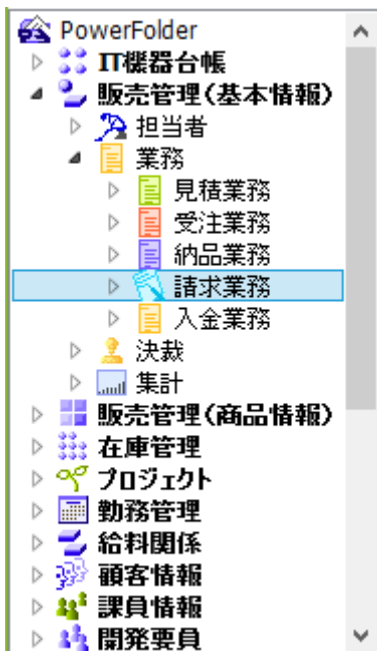 PowerFolder
IT機器台帳
販売管理(基本情報)
担当者
業務
見積業務
受注業務
納品業務
請求業務
入金業務
決裁
集計
販売管理(商品情報)
在庫管理
プロジェクト
勤務管理
給料関係
顧客情報
課員情報
開発要員